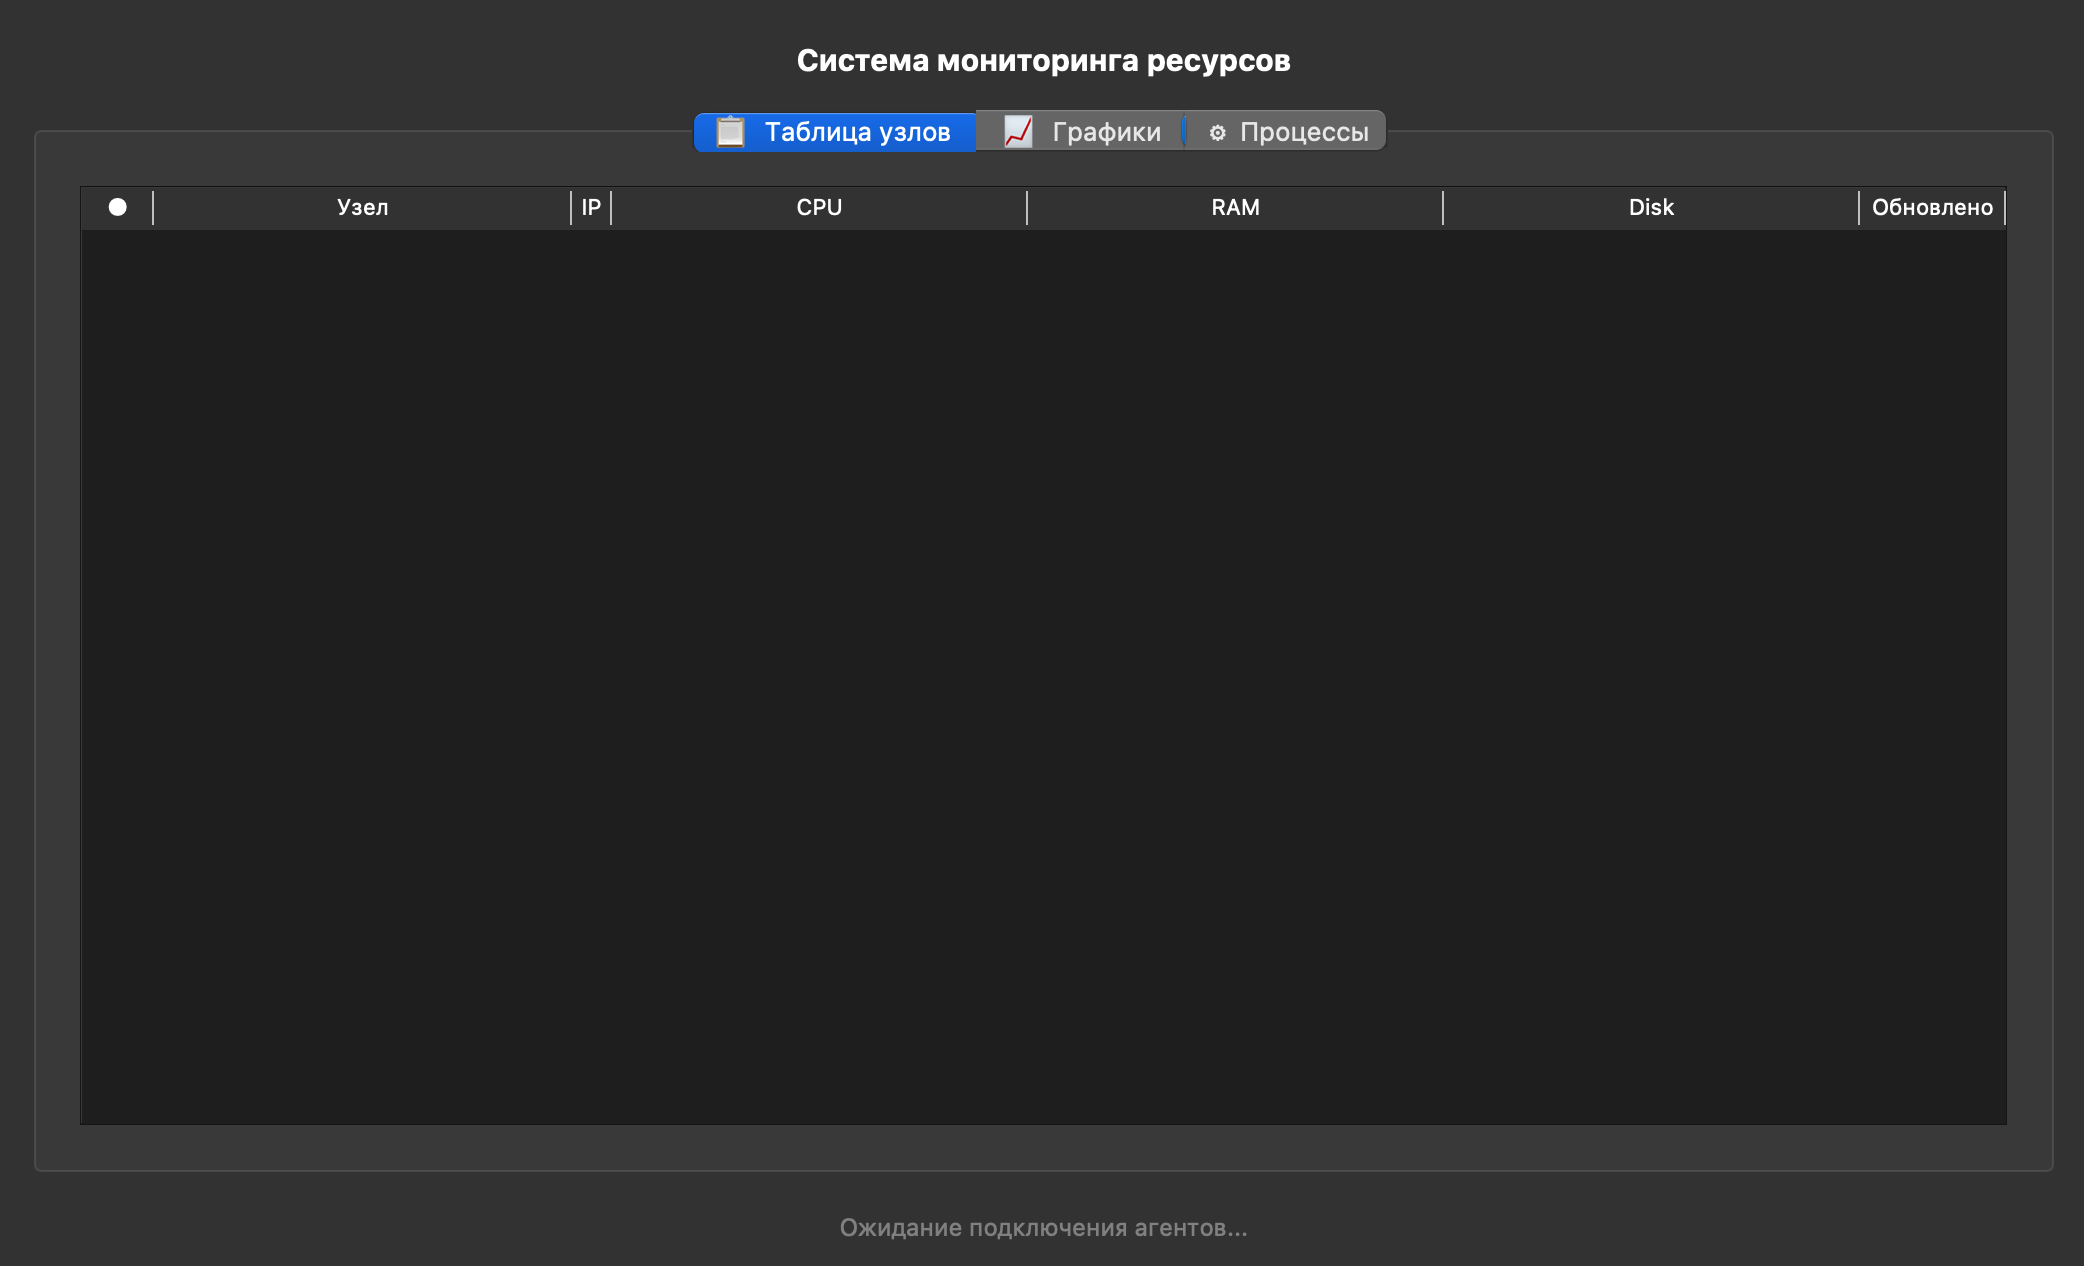 Система мониторинга ресурсов
Таблица узлов Графики Процессы
Узел IP CPU RAM Disk Обновлено
Ожидание подключения агентов...